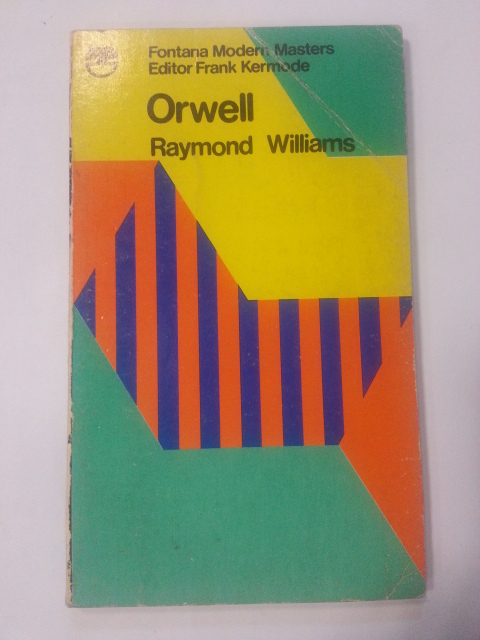 Fontana Modern Masters
Editor Frank Kermode
Orwell
Raymond Williams